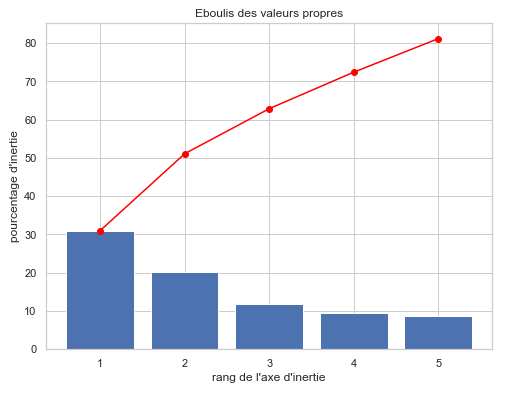 Eboulis des valeurs propres
80
70
60
50
40
30
20
10
0
pourcentage d'inertie
1 2 3 4 5
rang de l'axe d'inertie